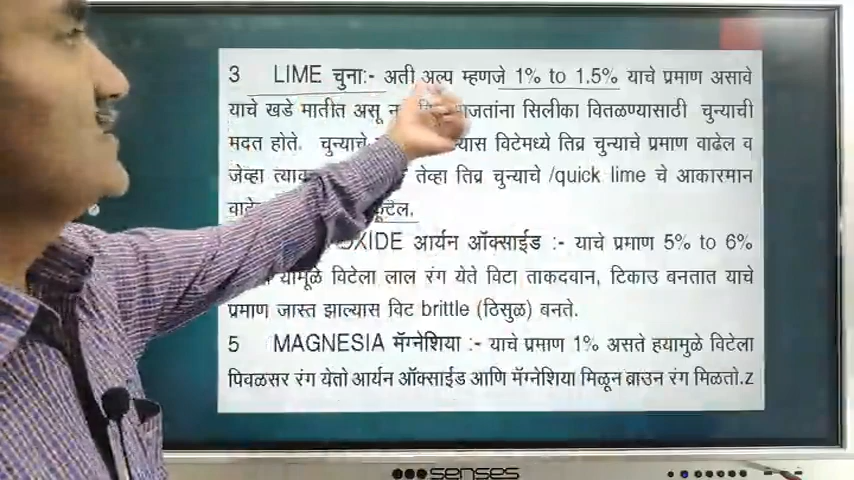 3 LIME चुना:- अती अल्प म्हणजे 1% to 1.5% याचे प्रमाण असावे
याचे खडे मातीत असू सिलीका वितळण्यासाठी चुन्याची
मदत होते. चुन्याचे विटेमध्ये तिव्र चुन्याचे प्रमाण वाढेल व
जेव्हा तेव्हा तिव्र चुन्याचे /quick lime चे आकारमान
आर्यन ऑक्साईड :- याचे प्रमाण 5% to 6%
विटेला लाल रंग येते विटा ताकदवान, टिकाउ बनतात याचे
प्रमाण जास्त झाल्यास विट brittle (ठिसुळ) बनते.
5 MAGNESIA मॅग्नेशिया :- याचे प्रमाण 1% असते हयामुळे विटेला
पिवळसर रंग येतो आर्यन ऑक्साईड आणि मॅग्नेशिया मिळून ब्राउन रंग मिळतो.z
senses